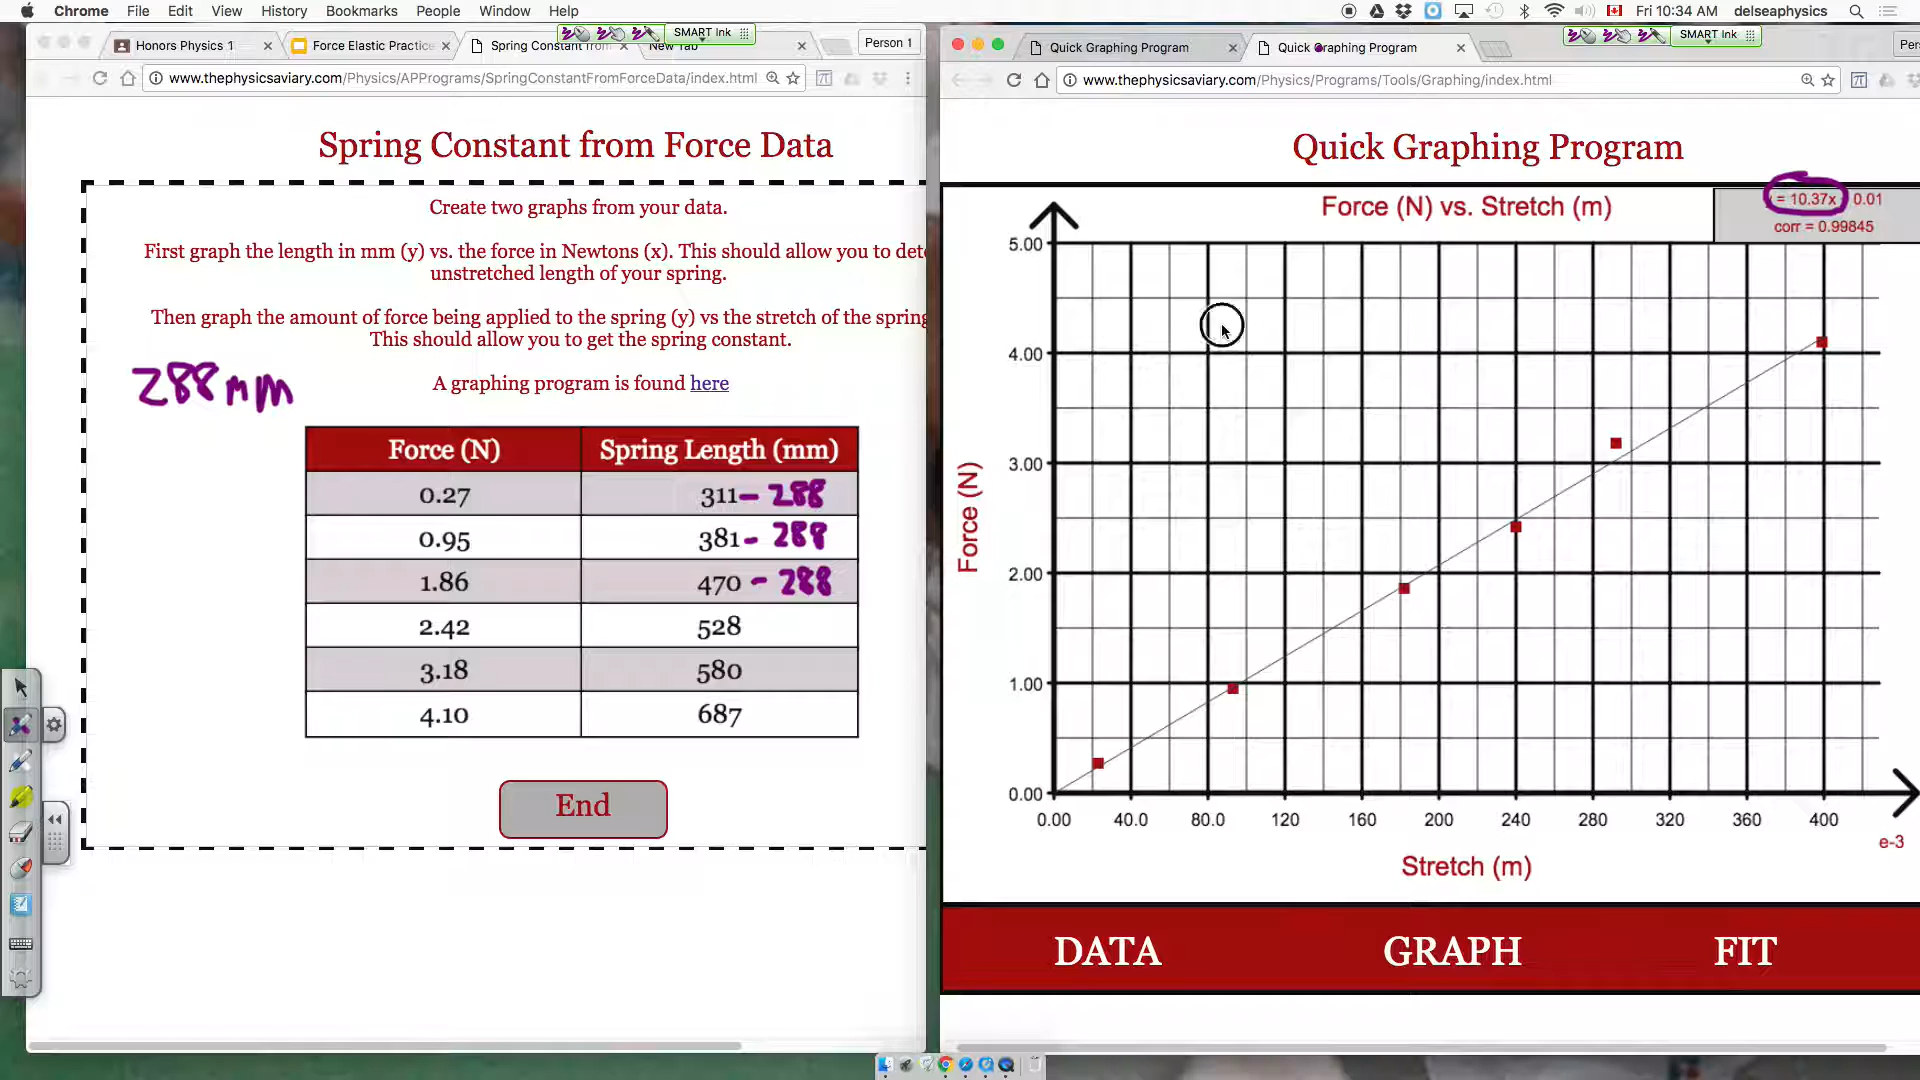 Chrome File Edit View History Bookmarks People Window Help
Fri 10:34 AM delseaphysics
SMART Ink
Honors Physics 1
Force Elastic Practice
Spring Constant from
New Tab
Person 1
www.thephysicsaviary.com/Physics/APPrograms/SpringConstantFromForceData/index.html
Spring Constant from Force Data
Create two graphs from your data.
First graph the length in mm (y) vs. the force in Newtons (x). This should allow you to dete
unstretched length of your spring.
Then graph the amount of force being applied to the spring (y) vs the stretch of the spring
This should allow you to get the spring constant.
A graphing program is found here
288 mm
Force (N) Spring Length (mm)
0.27 311 - 288
0.95 381 - 288
1.86 470 - 288
2.42 528
3.18 580
4.10 687
End
SMART Ink
Quick Graphing Program
Quick Graphing Program
Per
www.thephysicsaviary.com/Physics/Programs/Tools/Graphing/index.html
Quick Graphing Program
Force (N) vs. Stretch (m)
= 10.37x 0.01
corr = 0.99845
5.00
4.00
3.00
2.00
1.00
0.00
Force (N)
0.00 40.0 80.0 120 160 200 240 280 320 360 400
e-3
Stretch (m)
DATA GRAPH FIT